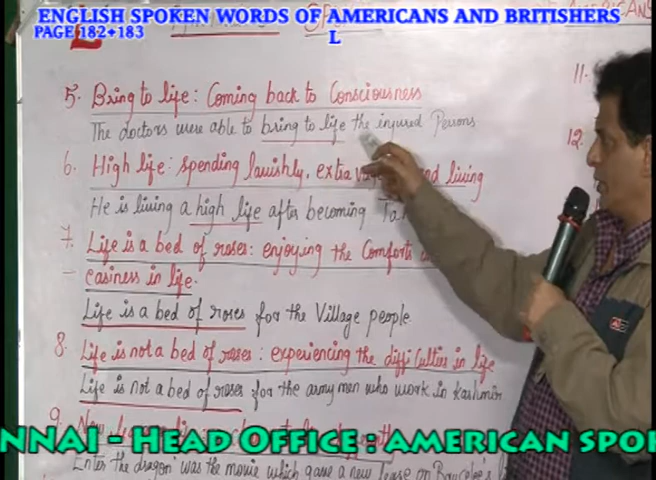 ENGLISH SPOKEN WORDS OF AMERICANS AND BRITISHERS
PAGE 182+183
L
5. Bring to life: Coming back to Consciousness
The doctors were able to bring to life the injured Persons
6. High life: spending lavishly, living
He is living a high life after becoming
7. Life is a bed of roses: enjoying the Comforts
easiness in life.
Life is a bed of roses for the Village people.
8. Life is not a bed of roses: experiencing the difficulties in life
Life is not a bed of roses for the army men who work in Kashmir.
9.
NNAI - HEAD OFFICE : AMERICAN SPO
Enter the dragon" was the movie which gave a new lease on Brucelee's
11.
12.